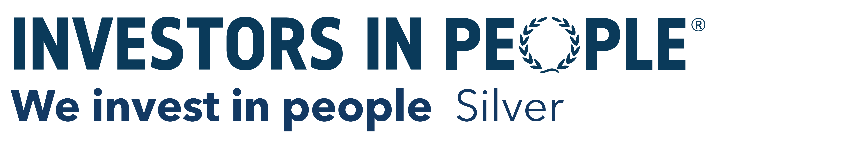 INVESTORS IN PEOPLE®
We invest in people Silver